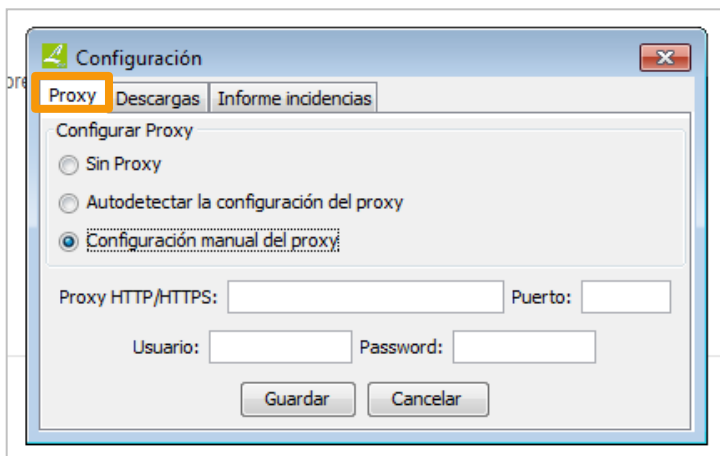 Configuración
Proxy Descargas Informe incidencias
Configurar Proxy
Sin Proxy
Autodetectar la configuración del proxy
Configuración manual del proxy
Proxy HTTP/HTTPS: Puerto:
Usuario: Password:
Guardar Cancelar